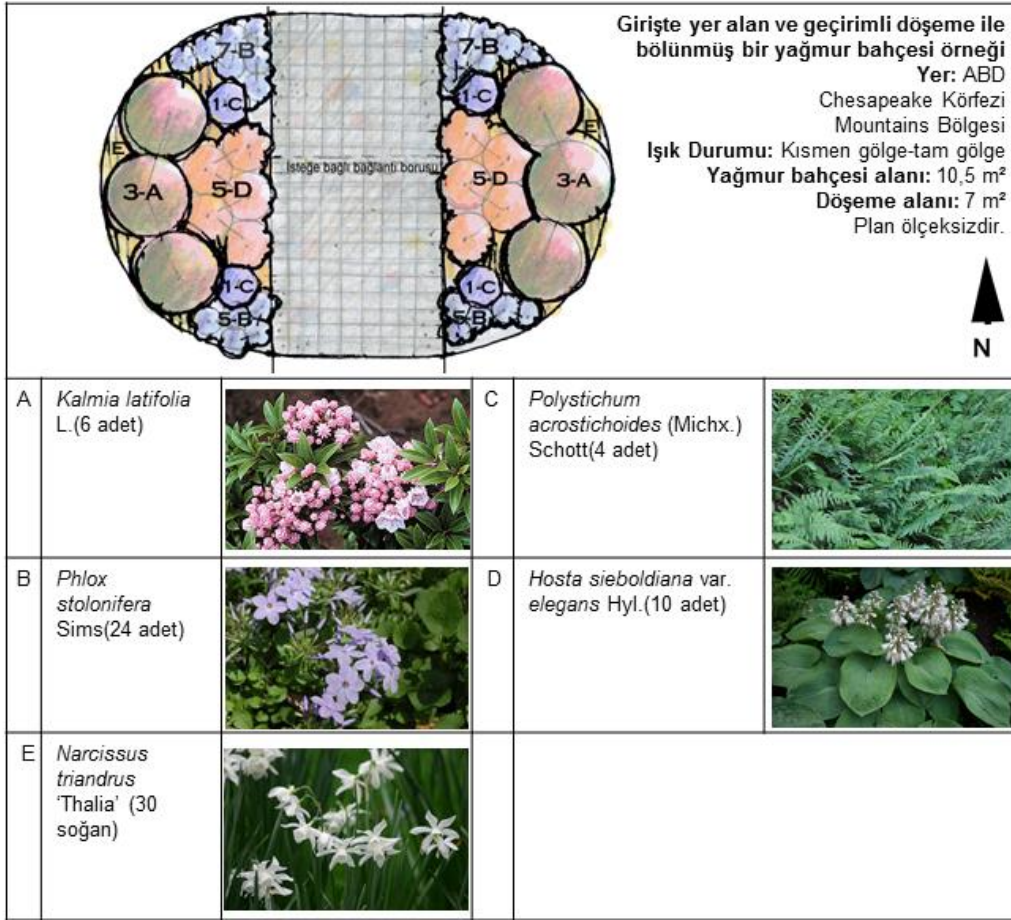 Girişte yer alan ve geçirimli döşeme ile
bölünmüş bir yağmur bahçesi örneği
Yer: ABD
Chesapeake Körfezi
Mountains Bölgesi
Işık Durumu: Kısmen gölge-tam gölge
Yağmur bahçesi alanı: 10,5 m²
Döşeme alanı: 7 m²
Plan ölçeksizdir.
N
7-B
7-B
1-C
1-C
E
E
İsteğe bağlı bağlantı borusu
3-A
5-D
5-D
3-A
1-C
1-C
5-B
5-B
A
Kalmia latifolia
L.(6 adet)
C
Polystichum
acrostichoides (Michx.)
Schott(4 adet)
B
Phlox
stolonifera
Sims(24 adet)
D
Hosta sieboldiana var.
elegans Hyl.(10 adet)
E
Narcissus
triandrus
‘Thalia’ (30
soğan)